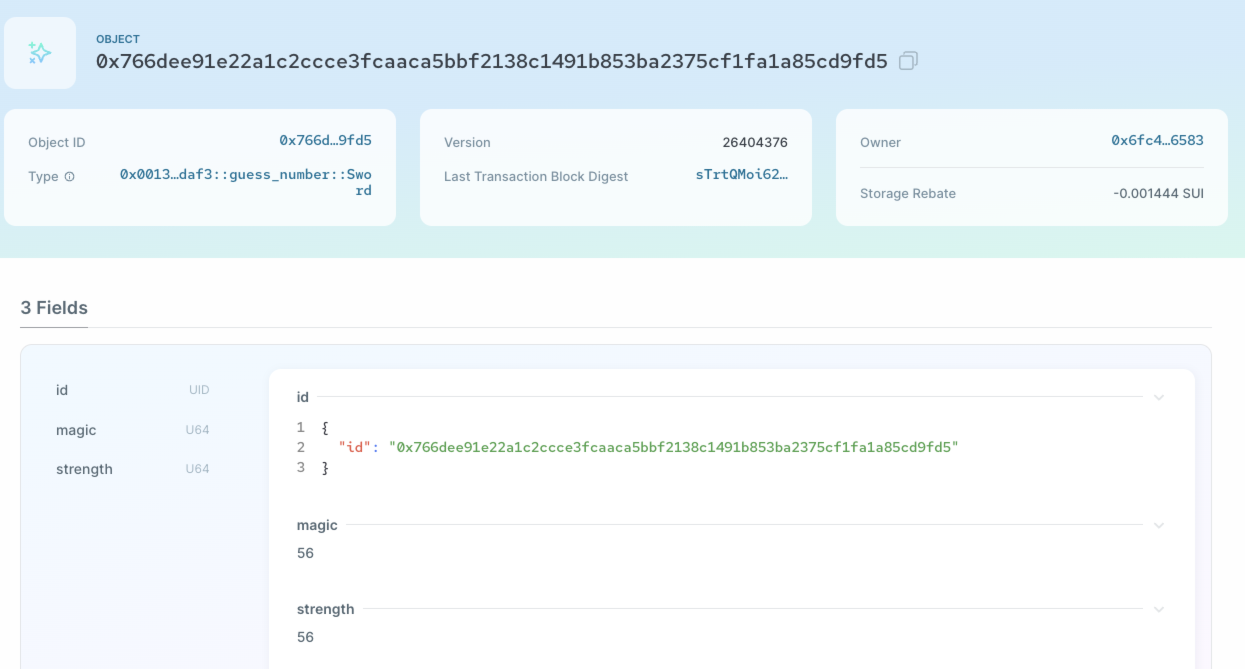 OBJECT
0x766dee91e22a1c2ccce3fcaaca5bbf2138c1491b853ba2375cf1fa1a85cd9fd5
Object ID 0x766d…9fd5
Type 0x0013…daf3::guess_number::Swo
rd
Version 26404376
Last Transaction Block Digest sTrtQMoi62…
Owner 0x6fc4…6583
Storage Rebate -0.001444 SUI
3 Fields
id UID
magic U64
strength U64
id
1 {
2 "id": "0x766dee91e22a1c2ccce3fcaaca5bbf2138c1491b853ba2375cf1fa1a85cd9fd5"
3 }
magic
56
strength
56